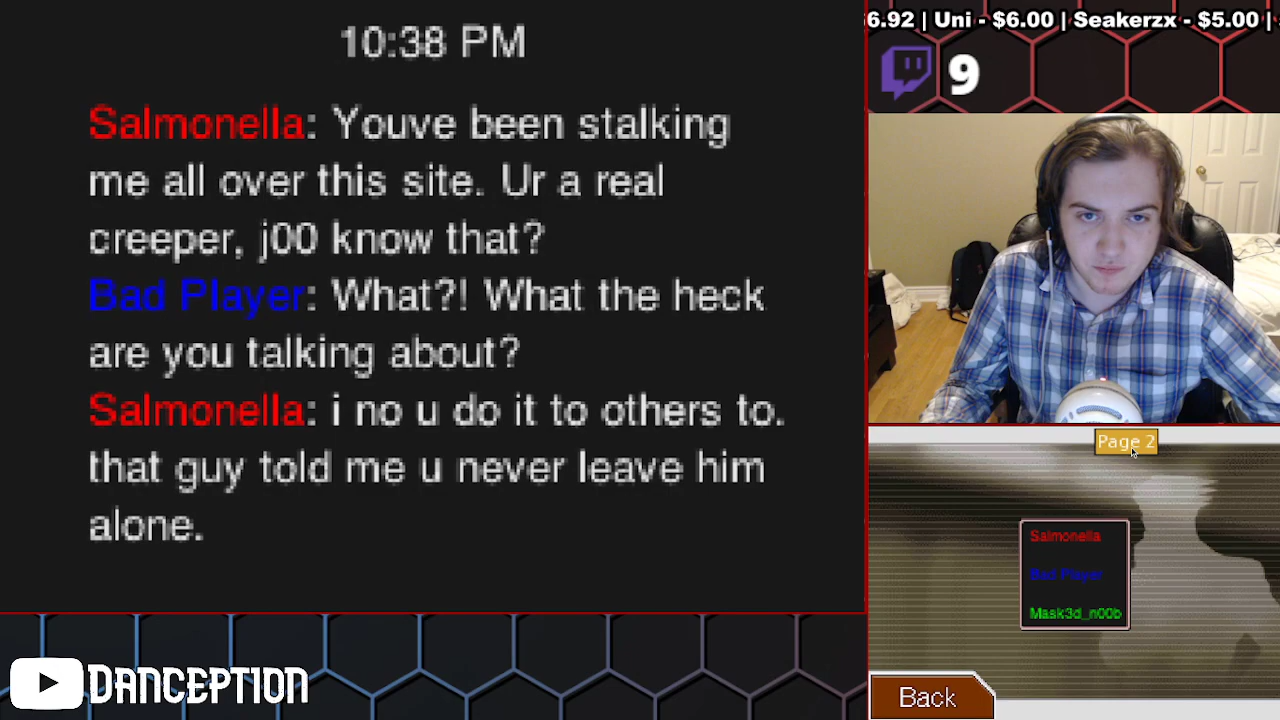 6.92 | Uni - $6.00 | Seakerzx - $5.00 |
9
10:38 PM
Salmonella: Youve been stalking
me all over this site. Ur a real
creeper, j00 know that?
Bad Player: What?! What the heck
are you talking about?
Salmonella: i no u do it to others to.
that guy told me u never leave him
alone.
Page 2
Salmonella
Bad Player
Mask3d_n00b
Back
DANCEPTION